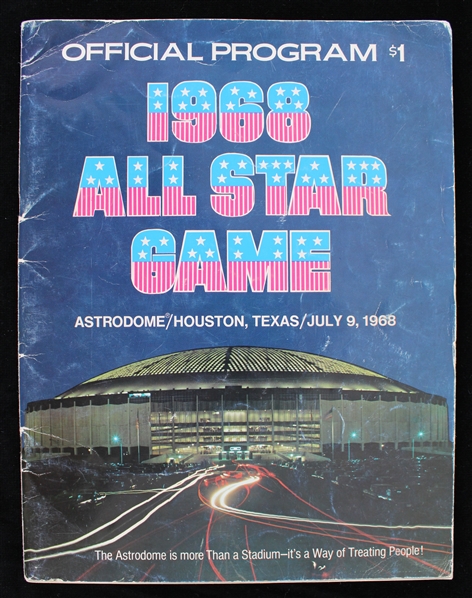 OFFICIAL PROGRAM $1
1968
ALL STAR
GAME
ASTRODOME/HOUSTON, TEXAS/JULY 9, 1968
The Astrodome is more Than a Stadium—it's a Way of Treating People!